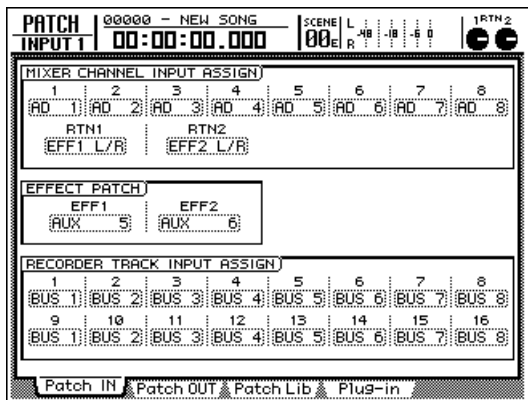 PATCH 00000 - NEW SONG SCENE L 1 RTN 2
INPUT 1 00:00:00.000 00E R -48 -18 -6 0
MIXER CHANNEL INPUT ASSIGN
1 2 3 4 5 6 7 8
AD 1 AD 2 AD 3 AD 4 AD 5 AD 6 AD 7 AD 8
RTN1 RTN2
EFF1 L/R EFF2 L/R
EFFECT PATCH
EFF1 EFF2
AUX 5 AUX 6
RECORDER TRACK INPUT ASSIGN
1 2 3 4 5 6 7 8
BUS 1 BUS 2 BUS 3 BUS 4 BUS 5 BUS 6 BUS 7 BUS 8
9 10 11 12 13 14 15 16
BUS 1 BUS 2 BUS 3 BUS 4 BUS 5 BUS 6 BUS 7 BUS 8
Patch IN Patch OUT Patch Lib Plug-in